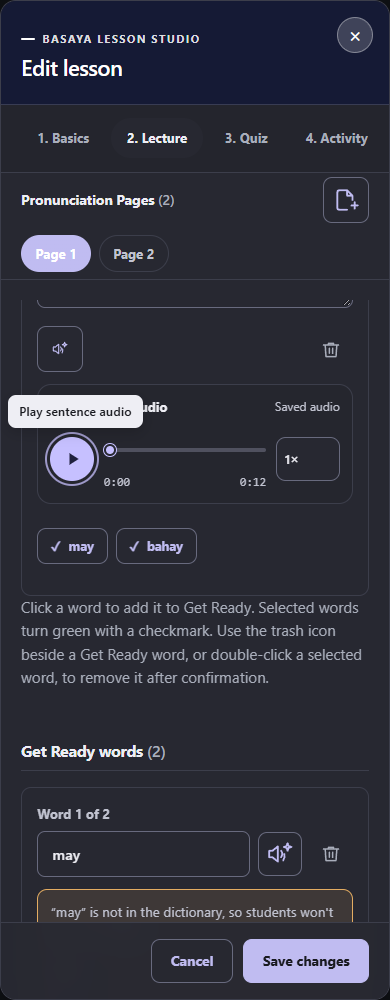 — BASAYA LESSON STUDIO
Edit lesson
1. Basics
2. Lecture
3. Quiz
4. Activity
Pronunciation Pages (2)
Page 1
Page 2
Play sentence audio
Saved audio
0:00
0:12
1×
✓ may
✓ bahay
Click a word to add it to Get Ready. Selected words
turn green with a checkmark. Use the trash icon
beside a Get Ready word, or double-click a selected
word, to remove it after confirmation.
Get Ready words (2)
Word 1 of 2
may
“may” is not in the dictionary, so students won't
Cancel
Save changes